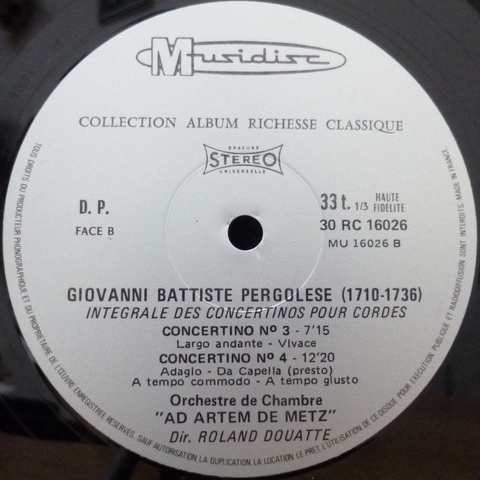 Musidisc
COLLECTION ALBUM RICHESSE CLASSIQUE
GRAVURE
STEREO
UNIVERSELLE
D. P.
FACE B
33 t. 1/3 HAUTE FIDELITE
30 RC 16026
MU 16026 B
GIOVANNI BATTISTE PERGOLESE (1710-1736)
INTEGRALE DES CONCERTINOS POUR CORDES
CONCERTINO Nº 3 - 7'15
Largo andante - Vivace
CONCERTINO Nº 4 - 12'20
Adagio - Da Capella (presto)
A tempo commodo - A tempo giusto
Orchestre de Chambre
"AD ARTEM DE METZ"
Dir. ROLAND DOUATTE
TOUS DROITS DU PRODUCTEUR PHONOGRAPHIQUE ET DU PROPRIETAIRE DE L'ŒUVRE ENREGISTREE RESERVES. SAUF AUTORISATION, LA DUPLICATION, LA LOCATION, LE PRET, L'UTILISATION DE CE DISQUE POUR EXECUTION PUBLIQUE ET RADIODIFFUSION SONT INTERDITS. MADE IN FRANCE.